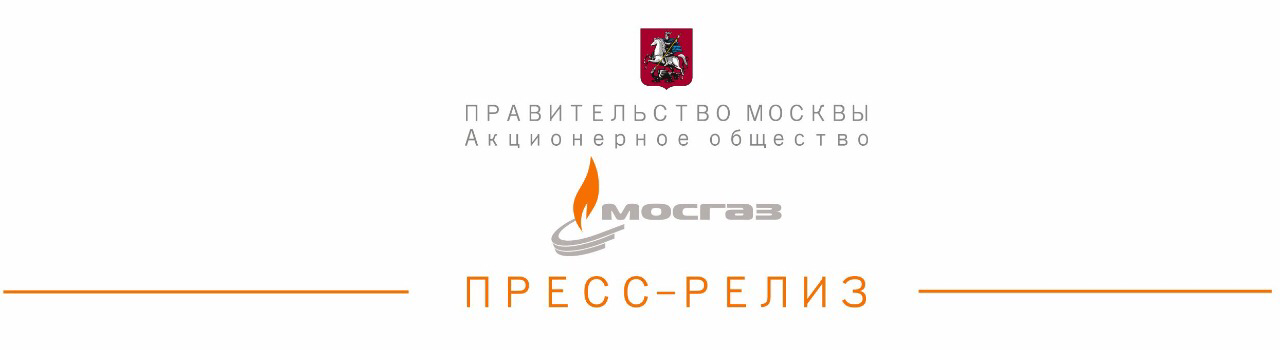 ПРАВИТЕЛЬСТВО МОСКВЫ
Акционерное общество
мосгаз
ПРЕСС-РЕЛИЗ